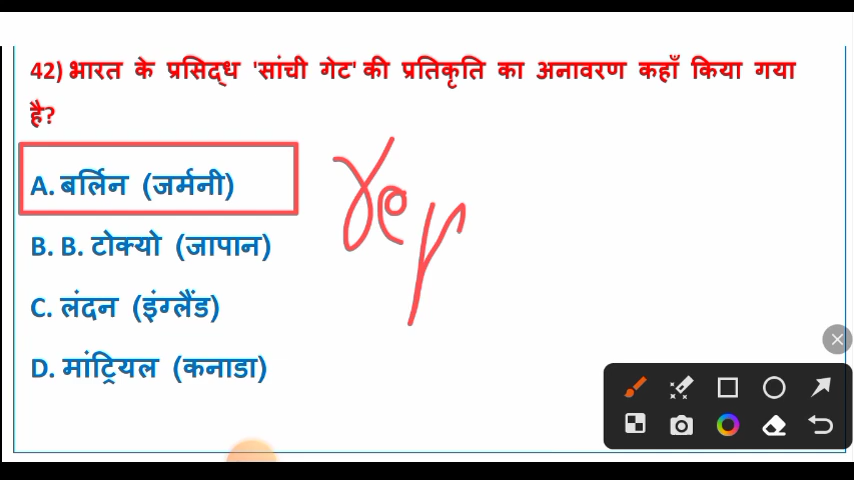 42) भारत के प्रसिद्ध 'सांची गेट' की प्रतिकृति का अनावरण कहाँ किया गया
है?
A. बर्लिन (जर्मनी)
B. B. टोक्यो (जापान)
C. लंदन (इंग्लैंड)
D. मांट्रियल (कनाडा)